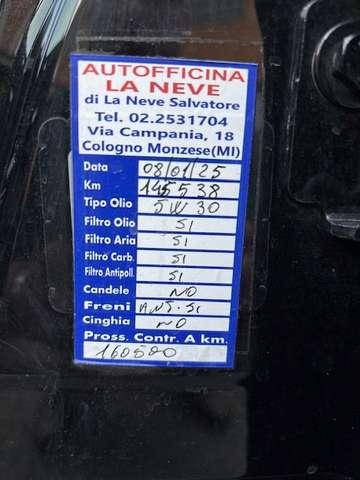 AUTOFFICINA
LA NEVE
di La Neve Salvatore
Tel. 02.2531704
Via Campania, 18
Cologno Monzese(MI)
Data 08/01/25
Km 145538
Tipo Olio 5W30
Filtro Olio SI
Filtro Aria SI
Filtro Carb. SI
Filtro Antipoll. SI
Candele NO
Freni ANT. SI
Cinghia NO
Pross. Contr. A km.
160500